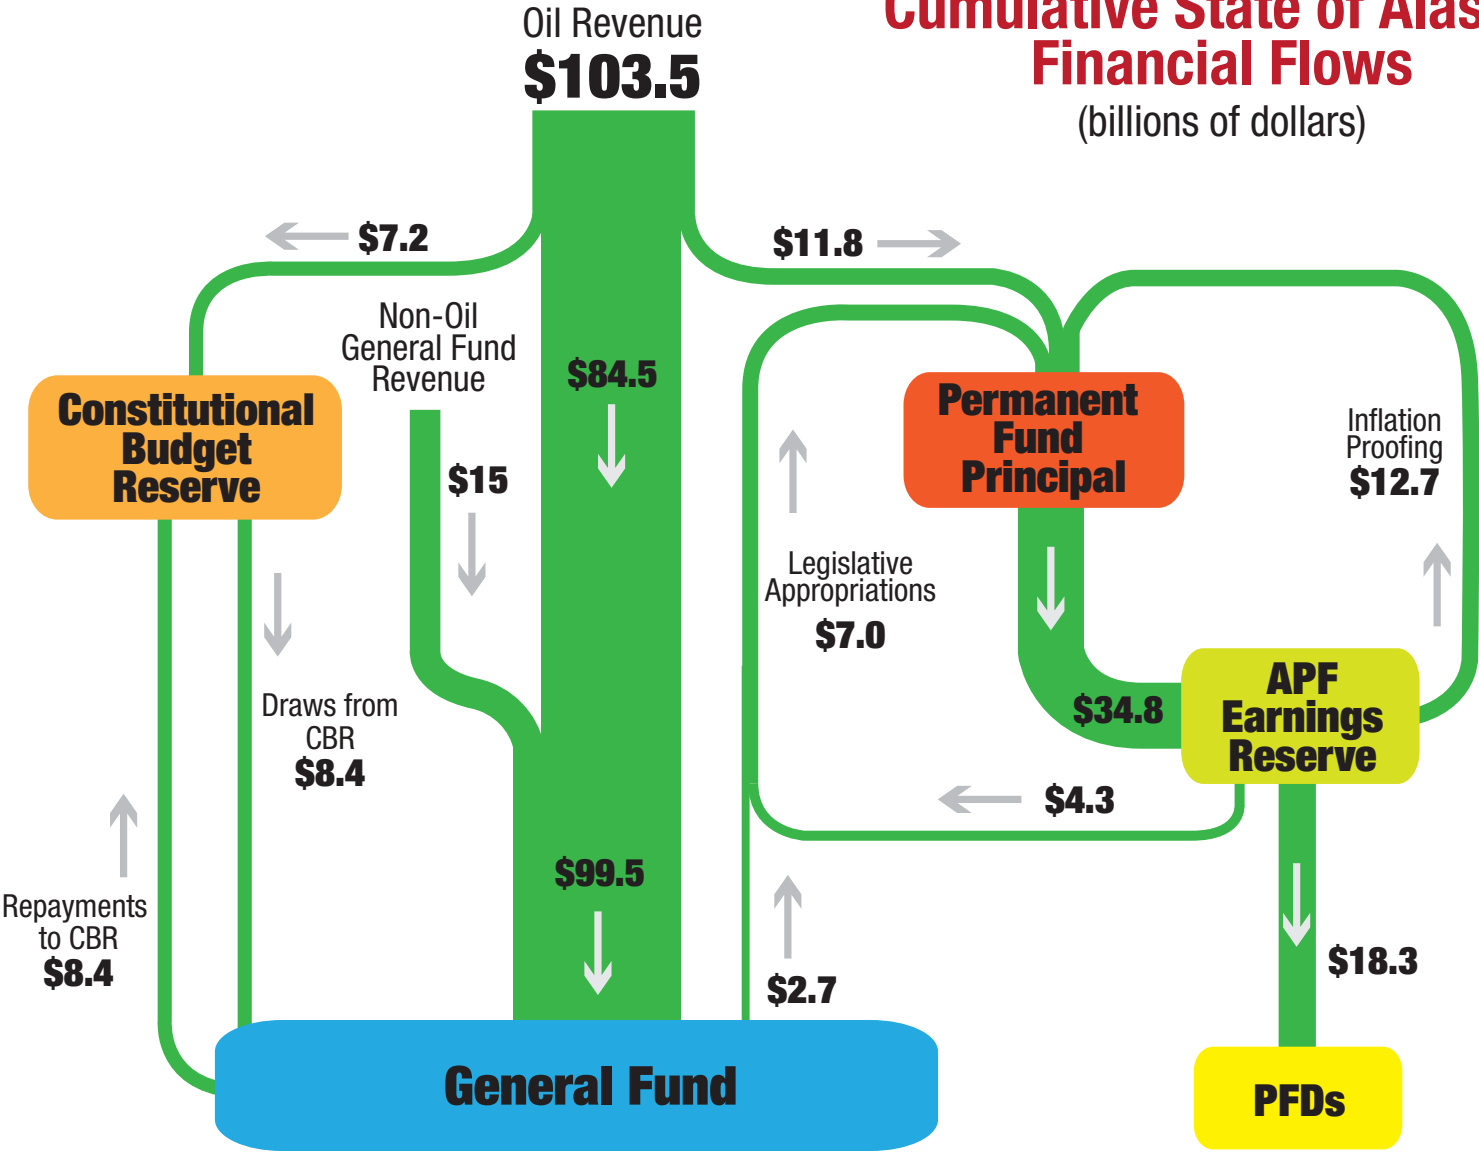 Oil Revenue
$103.5
Cumulative State of Alas
Financial Flows
(billions of dollars)
$7.2
$11.8
Non-Oil
General Fund
Revenue
$84.5
$15
Constitutional
Budget
Reserve
Permanent
Fund
Principal
Inflation
Proofing
$12.7
Legislative
Appropriations
$7.0
Draws from
CBR
$8.4
$34.8
APF
Earnings
Reserve
$4.3
$99.5
Repayments
to CBR
$8.4
$2.7
$18.3
General Fund
PFDs